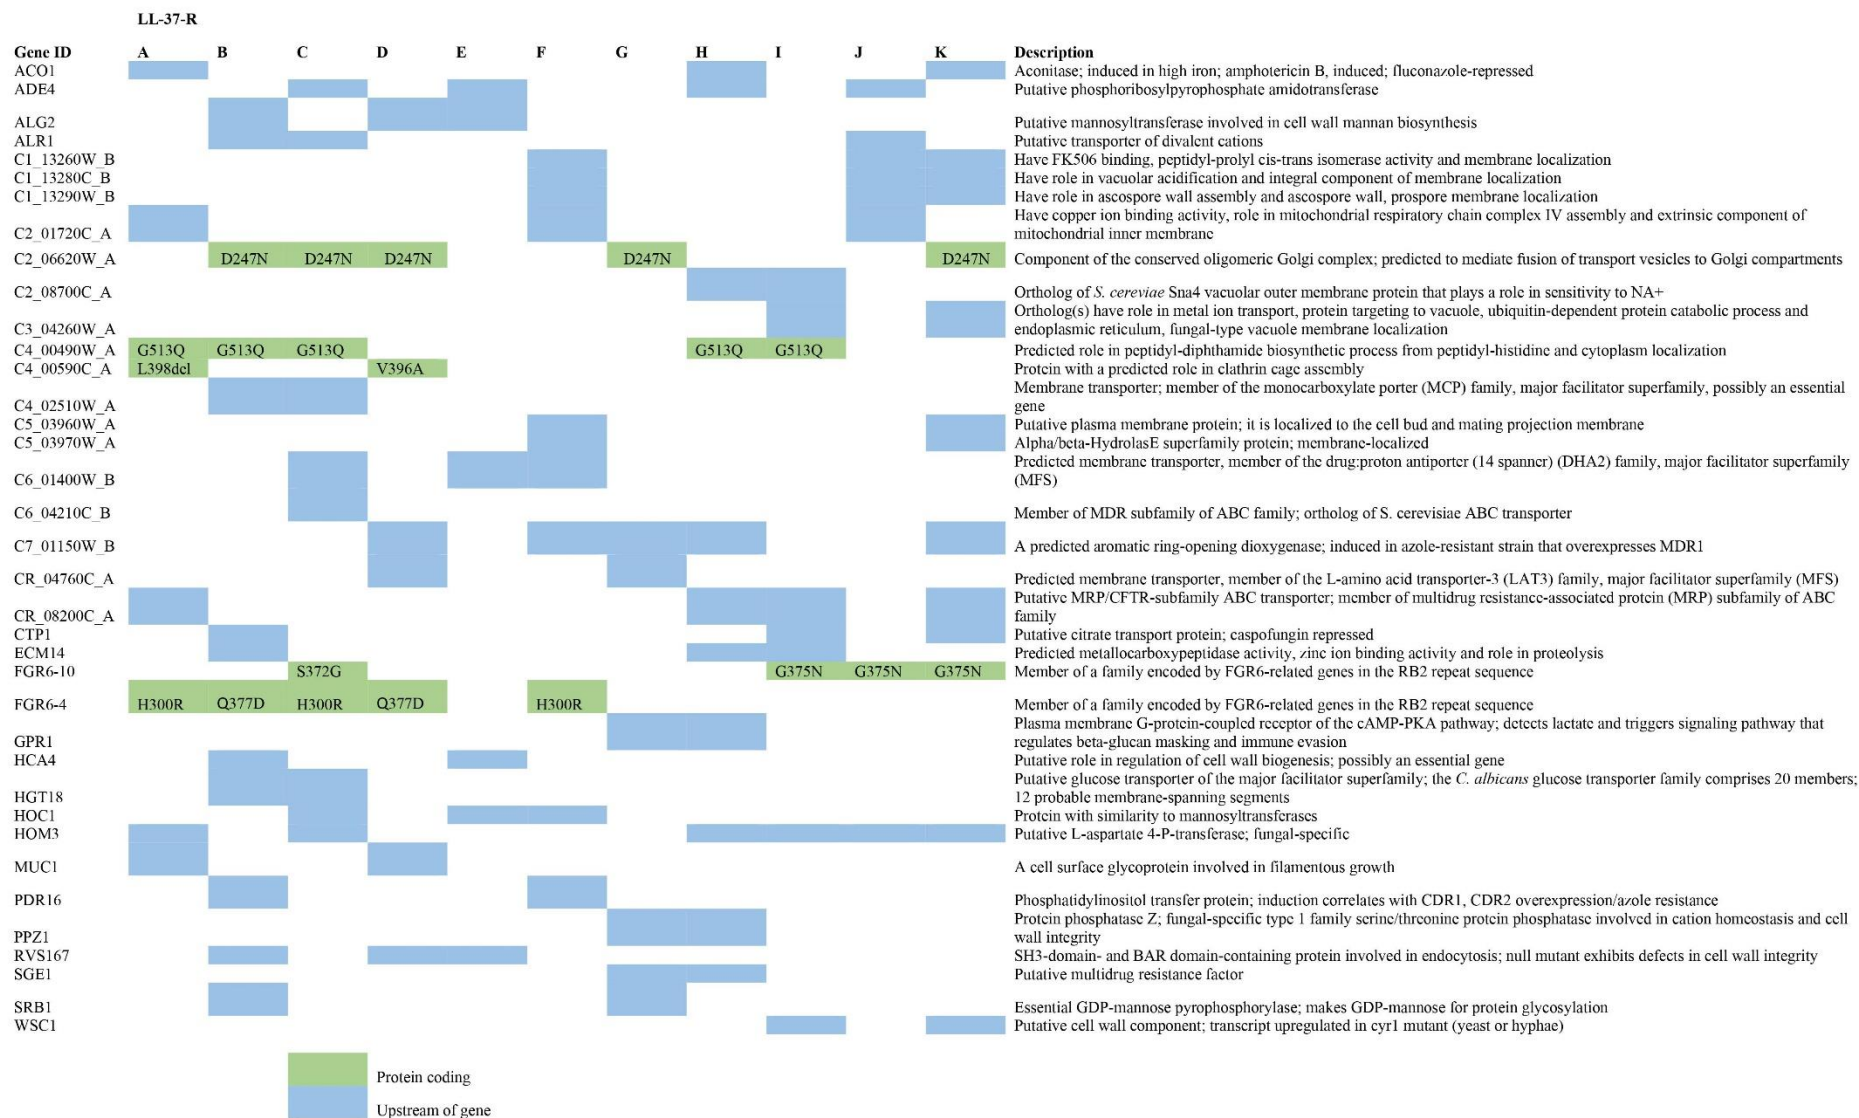 LL-37-R
Gene ID A B C D E F G H I J K Description
ACO1 Aconitase; induced in high iron; amphotericin B, induced; fluconazole-repressed
ADE4 Putative phosphoribosylpyrophosphate amidotransferase
ALG2 Putative mannosyltransferase involved in cell wall mannan biosynthesis
ALR1 Putative transporter of divalent cations
C1_13260W_B Have FK506 binding, peptidyl-prolyl cis-trans isomerase activity and membrane localization
C1_13280C_B Have role in vacuolar acidification and integral component of membrane localization
C1_13290W_B Have role in ascospore wall assembly and ascospore wall, prospore membrane localization
Have copper ion binding activity, role in mitochondrial respiratory chain complex IV assembly and extrinsic component of
C2_01720C_A mitochondrial inner membrane
C2_06620W_A D247N D247N D247N D247N D247N Component of the conserved oligomeric Golgi complex; predicted to mediate fusion of transport vesicles to Golgi compartments
C2_08700C_A Ortholog of S. cereviae Sna4 vacuolar outer membrane protein that plays a role in sensitivity to NA+
Ortholog(s) have role in metal ion transport, protein targeting to vacuole, ubiquitin-dependent protein catabolic process and
C3_04260W_A endoplasmic reticulum, fungal-type vacuole membrane localization
C4_00490W_A G513Q G513Q G513Q G513Q G513Q Predicted role in peptidyl-diphthamide biosynthetic process from peptidyl-histidine and cytoplasm localization
C4_00590C_A L398del V396A Protein with a predicted role in clathrin cage assembly
Membrane transporter; member of the monocarboxylate porter (MCP) family, major facilitator superfamily, possibly an essential
C4_02510W_A gene
C5_03960W_A Putative plasma membrane protein; it is localized to the cell bud and mating projection membrane
C5_03970W_A Alpha/beta-HydrolasE superfamily protein; membrane-localized
Predicted membrane transporter, member of the drug:proton antiporter (14 spanner) (DHA2) family, major facilitator superfamily
C6_01400W_B (MFS)
C6_04210C_B Member of MDR subfamily of ABC family; ortholog of S. cerevisiae ABC transporter
C7_01150W_B A predicted aromatic ring-opening dioxygenase; induced in azole-resistant strain that overexpresses MDR1
CR_04760C_A Predicted membrane transporter, member of the L-amino acid transporter-3 (LAT3) family, major facilitator superfamily (MFS)
Putative MRP/CFTR-subfamily ABC transporter; member of multidrug resistance-associated protein (MRP) subfamily of ABC
CR_08200C_A family
CTP1 Putative citrate transport protein; caspofungin repressed
ECM14 Predicted metallocarboxypeptidase activity, zinc ion binding activity and role in proteolysis
FGR6-10 S372G G375N G375N G375N Member of a family encoded by FGR6-related genes in the RB2 repeat sequence
FGR6-4 H300R Q377D H300R Q377D H300R Member of a family encoded by FGR6-related genes in the RB2 repeat sequence
Plasma membrane G-protein-coupled receptor of the cAMP-PKA pathway; detects lactate and triggers signaling pathway that
GPR1 regulates beta-glucan masking and immune evasion
HCA4 Putative role in regulation of cell wall biogenesis; possibly an essential gene
Putative glucose transporter of the major facilitator superfamily; the C. albicans glucose transporter family comprises 20 members;
HGT18 12 probable membrane-spanning segments
HOC1 Protein with similarity to mannosyltransferases
HOM3 Putative L-aspartate 4-P-transferase; fungal-specific
MUC1 A cell surface glycoprotein involved in filamentous growth
PDR16 Phosphatidylinositol transfer protein; induction correlates with CDR1, CDR2 overexpression/azole resistance
Protein phosphatase Z; fungal-specific type 1 family serine/threonine protein phosphatase involved in cation homeostasis and cell
PPZ1 wall integrity
RVS167 SH3-domain- and BAR domain-containing protein involved in endocytosis; null mutant exhibits defects in cell wall integrity
SGE1 Putative multidrug resistance factor
SRB1 Essential GDP-mannose pyrophosphorylase; makes GDP-mannose for protein glycosylation
WSC1 Putative cell wall component; transcript upregulated in cyr1 mutant (yeast or hyphae)
Protein coding
Upstream of gene